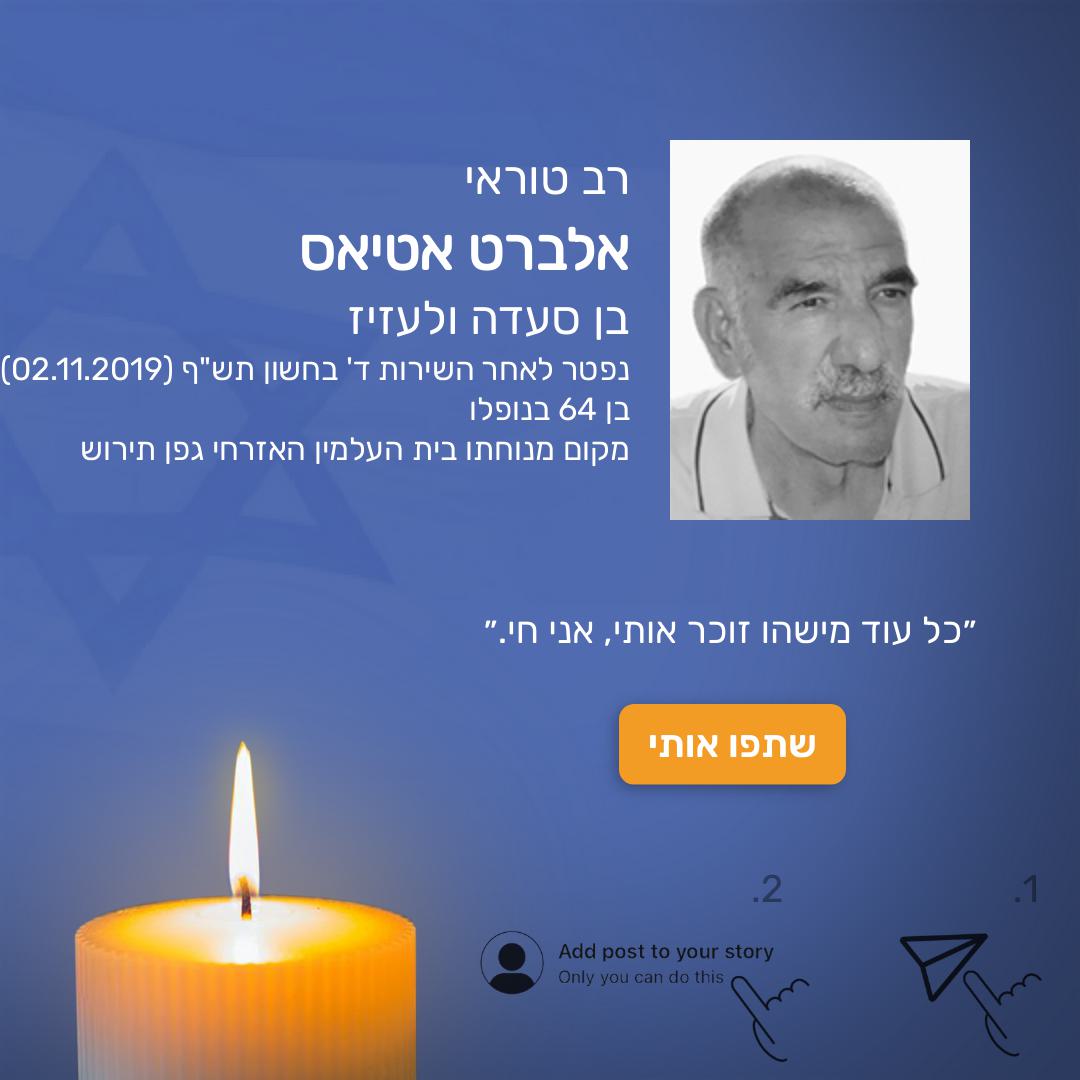 רב טוראי
אלברט אטיאס
בן סעדה ולעזיז
נפטר לאחר השירות ד' בחשון תש"ף (02.11.2019)
בן 64 בנופלו
מקום מנוחתו בית העלמין האזרחי גפן תירוש
״כל עוד מישהו זוכר אותי, אני חי.״
שתפו אותי
.1
.2
Add post to your story
Only you can do this